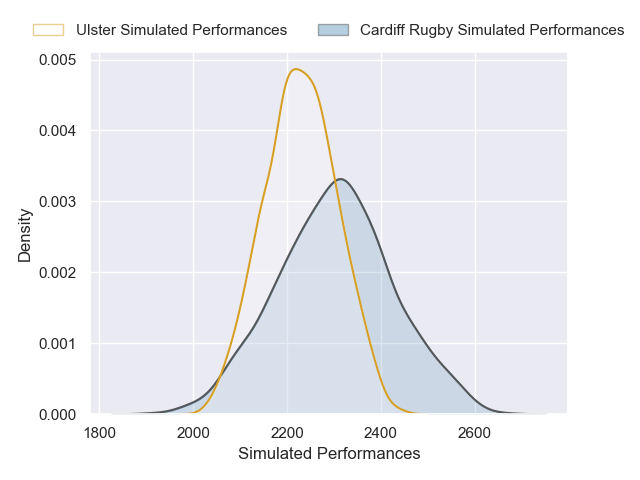 Ulster Simulated Performances
Cardiff Rugby Simulated Performances
0.005
0.004
0.003
0.002
0.001
0.000
Density
1800
2000
2200
2400
2600
Simulated Performances